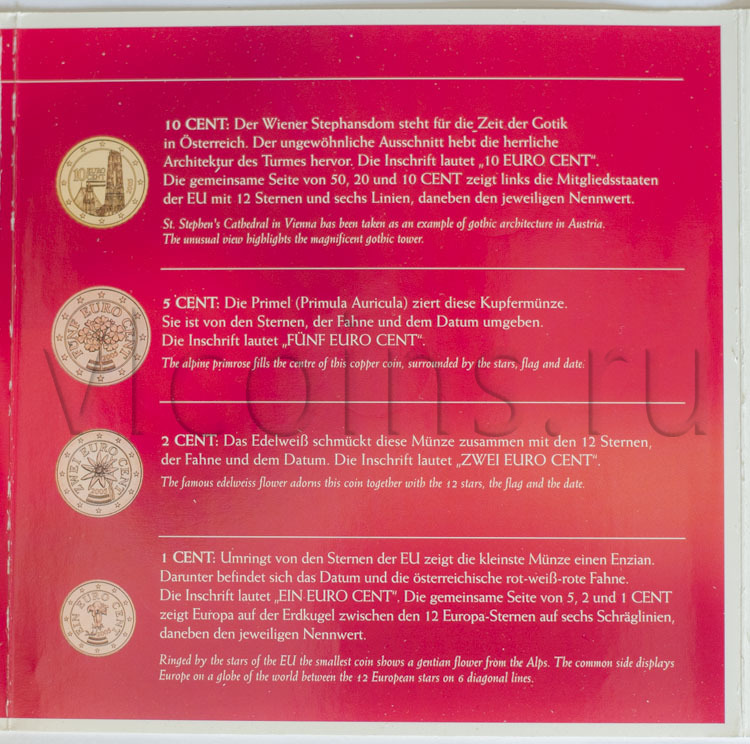 10 CENT: Der Wiener Stephansdom steht für die Zeit der Gotik
in Österreich. Der ungewöhnliche Ausschnitt hebt die herrliche
Architektur des Turmes hervor. Die Inschrift lautet „10 EURO CENT“.
Die gemeinsame Seite von 50, 20 und 10 CENT zeigt links die Mitgliedsstaaten
der EU mit 12 Sternen und sechs Linien, daneben den jeweiligen Nennwert.
St. Stephen's Cathedral in Vienna has been taken as an example of gothic architecture in Austria.
The unusual view highlights the magnificent gothic tower.
10 EURO
CENT
5 CENT: Die Primel (Primula Auricula) ziert diese Kupfermünze.
Sie ist von den Sternen, der Fahne und dem Datum umgeben.
Die Inschrift lautet „FÜNF EURO CENT“.
The alpine primrose fills the centre of this copper coin, surrounded by the stars, flag and date.
FÜNF EURO CENT
2 CENT: Das Edelweiß schmückt diese Münze zusammen mit den 12 Sternen,
der Fahne und dem Datum. Die Inschrift lautet „ZWEI EURO CENT“.
The famous edelweiss flower adorns this coin together with the 12 stars, the flag and the date.
ZWEI EURO CENT
1 CENT: Umringt von den Sternen der EU zeigt die kleinste Münze einen Enzian.
Darunter befindet sich das Datum und die österreichische rot-weiß-rote Fahne.
Die Inschrift lautet „EIN EURO CENT“. Die gemeinsame Seite von 5, 2 und 1 CENT
zeigt Europa auf der Erdkugel zwischen den 12 Europa-Sternen auf sechs Schräglinien,
daneben den jeweiligen Nennwert.
Ringed by the stars of the EU the smallest coin shows a gentian flower from the Alps. The common side displays
Europe on a globe of the world between the 12 European stars on 6 diagonal lines.
EIN EURO CENT
vicoins.ru